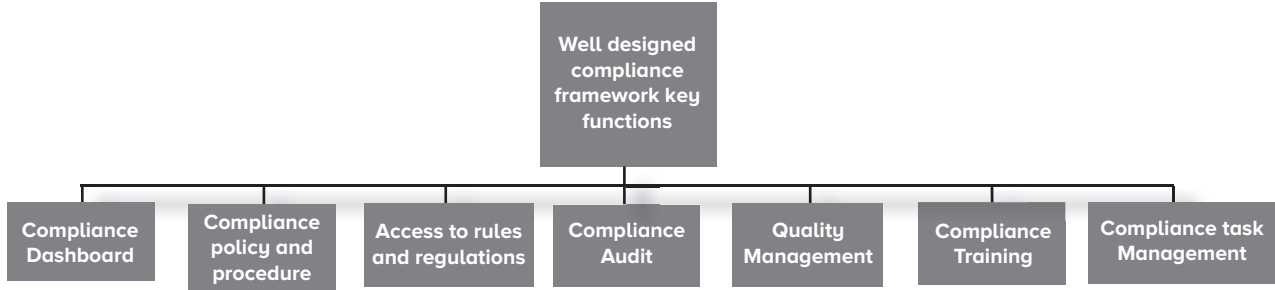 Well designed
compliance
framework key
functions
Compliance
Dashboard
Compliance
policy and
procedure
Access to rules
and regulations
Compliance
Audit
Quality
Management
Compliance
Training
Compliance task
Management